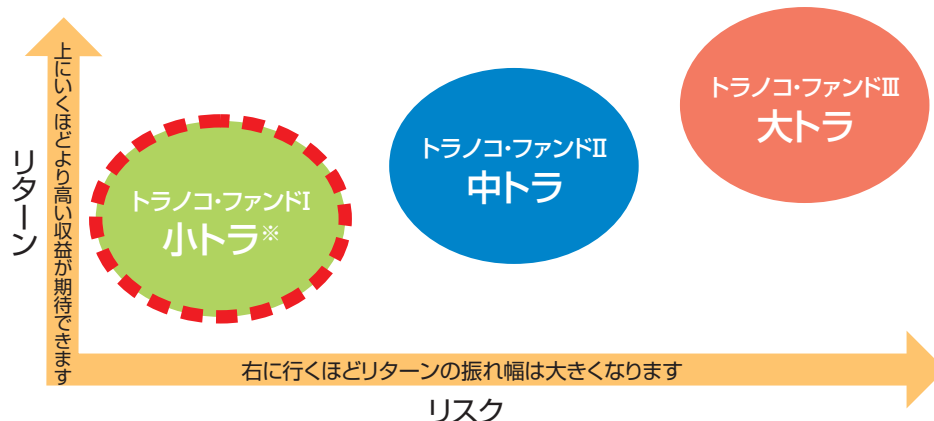 リターン
上にいくほどより高い収益が期待できます
トラノコ・ファンドⅠ
小トラ※
トラノコ・ファンドⅡ
中トラ
トラノコ・ファンドⅢ
大トラ
右に行くほどリターンの振れ幅は大きくなります
リスク